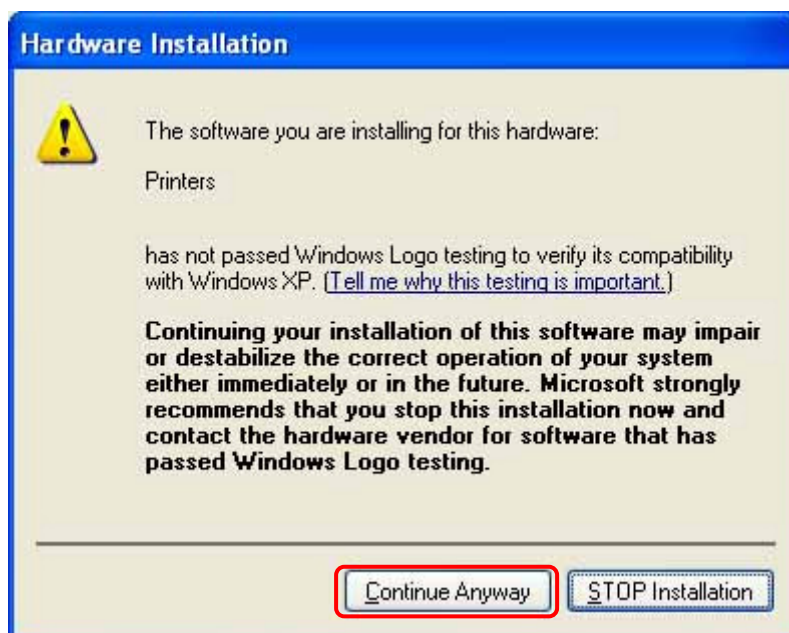 Hardware Installation
The software you are installing for this hardware:
Printers
has not passed Windows Logo testing to verify its compatibility
with Windows XP. (Tell me why this testing is important.)
Continuing your installation of this software may impair
or destabilize the correct operation of your system
either immediately or in the future. Microsoft strongly
recommends that you stop this installation now and
contact the hardware vendor for software that has
passed Windows Logo testing.
Continue Anyway STOP Installation